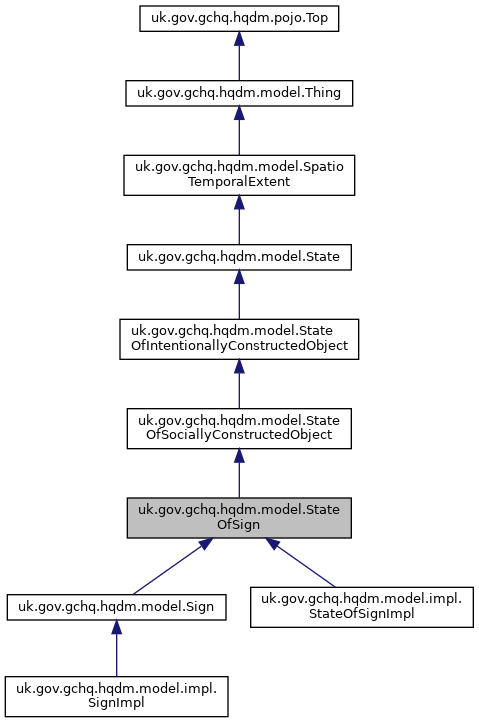 uk.gov.gchq.hqdm.pojo.Top
uk.gov.gchq.hqdm.model.Thing
uk.gov.gchq.hqdm.model.Spatio
TemporalExtent
uk.gov.gchq.hqdm.model.State
uk.gov.gchq.hqdm.model.State
OfIntentionallyConstructedObject
uk.gov.gchq.hqdm.model.State
OfSociallyConstructedObject
uk.gov.gchq.hqdm.model.State
OfSign
uk.gov.gchq.hqdm.model.Sign
uk.gov.gchq.hqdm.model.impl.
StateOfSignImpl
uk.gov.gchq.hqdm.model.impl.
SignImpl